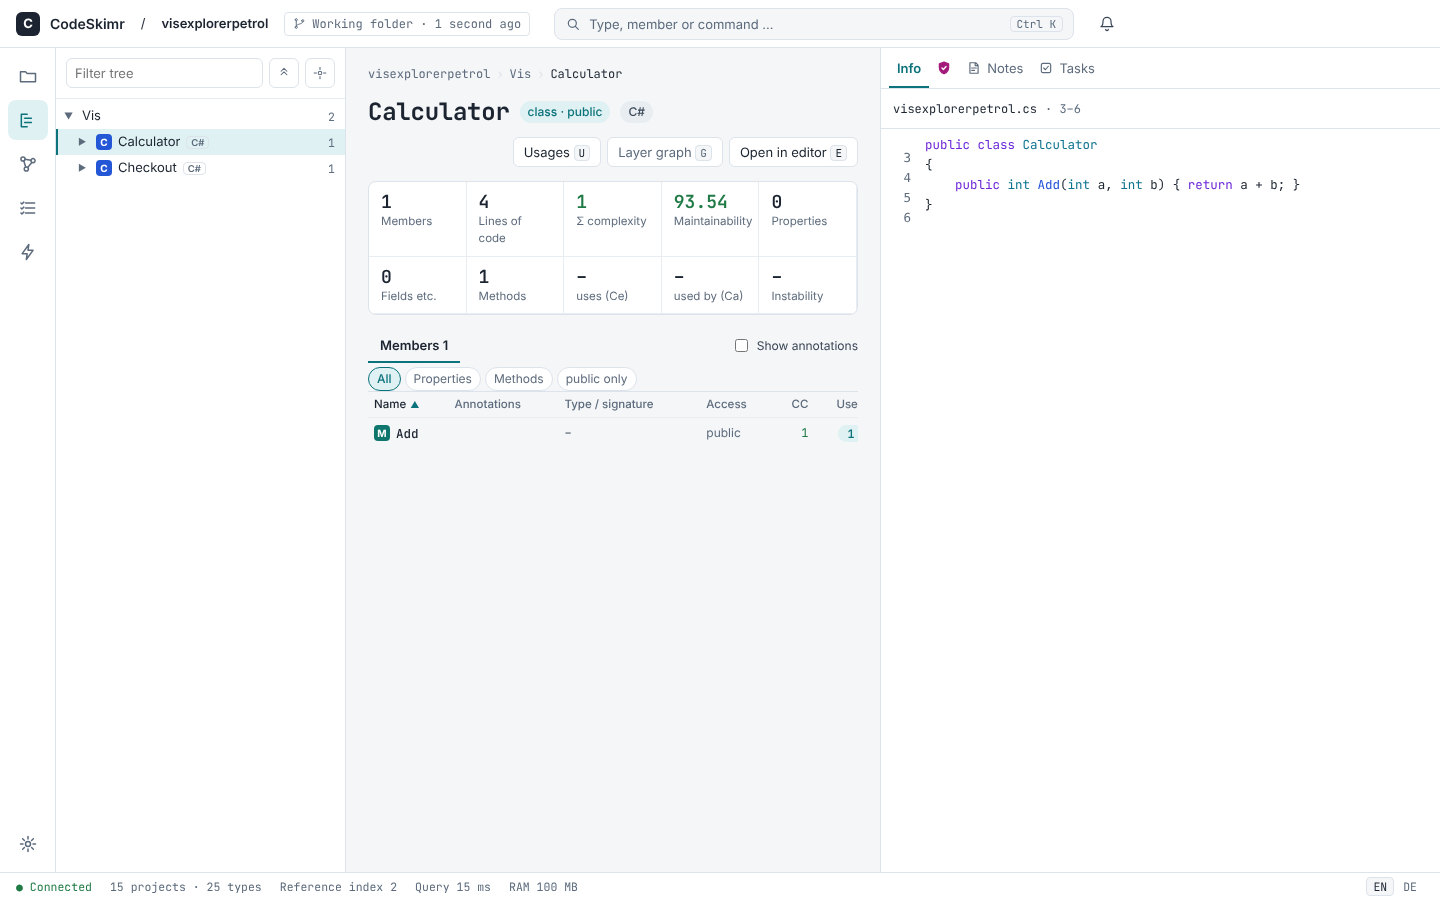 C CodeSkimr / visexplorerpetrol Working folder · 1 second ago Type, member or command ... Ctrl K
Filter tree
Vis 2
C Calculator C# 1
C Checkout C# 1
visexplorerpetrol › Vis › Calculator
Calculator class · public C#
Usages U Layer graph G Open in editor E
1 4 1 93.54 0
Members Lines of code Σ complexity Maintainability Properties
0 1 – – –
Fields etc. Methods uses (Ce) used by (Ca) Instability
Members 1 Show annotations
All Properties Methods public only
Name ▲ Annotations Type / signature Access CC Use
M Add – public 1 1
Info Notes Tasks
visexplorerpetrol.cs · 3–6
public class Calculator
3
{
4
public int Add(int a, int b) { return a + b; }
5
}
6
● Connected 15 projects · 25 types Reference index 2 Query 15 ms RAM 100 MB EN DE